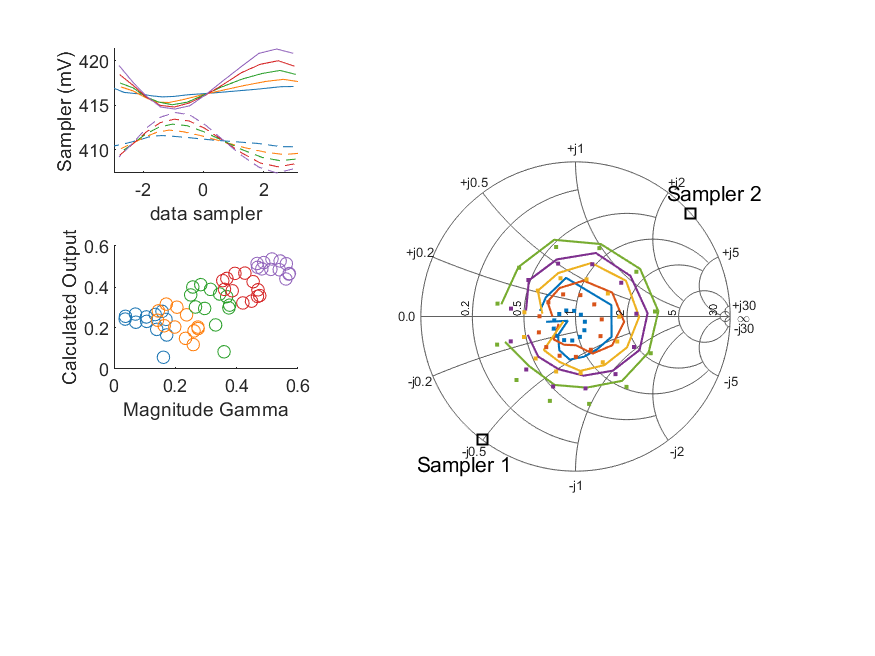 Sampler (mV)
420
415
410
-2
0
2
data sampler
Calculated Output
0.6
0.4
0.2
0
0
0.2
0.4
0.6
Magnitude Gamma
+j1
+j0.5
+j2
Sampler 2
+j0.2
+j5
0.0
0.2
0.5
1
2
5
30
+j30
∞
-j30
-j0.2
-j5
-j0.5
-j2
Sampler 1
-j1